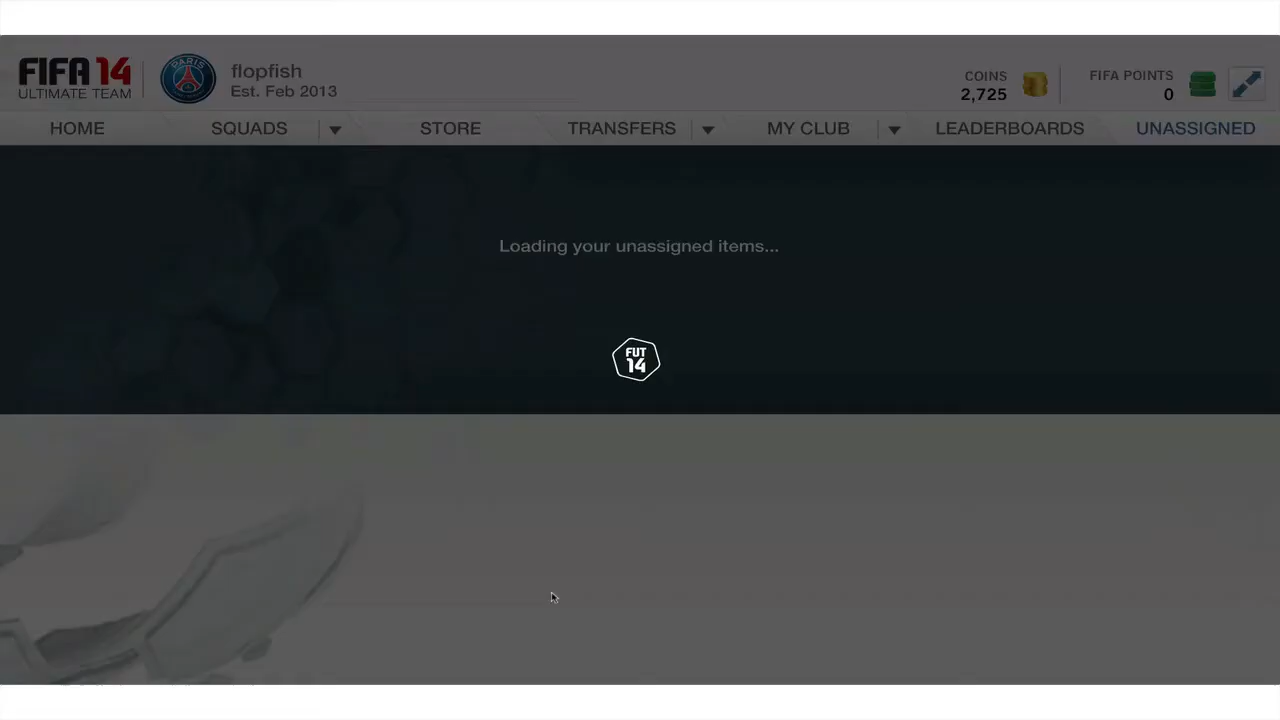 FIFA 14
ULTIMATE TEAM
PARIS
flopfish
Est. Feb 2013
COINS
2,725
FIFA POINTS
0
HOME
SQUADS
STORE
TRANSFERS
MY CLUB
LEADERBOARDS
UNASSIGNED
Loading your unassigned items...
FUT
14